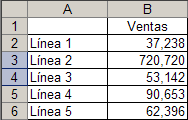 A B
1 Ventas
2 Línea 1 37,238
3 Línea 2 720,720
4 Línea 3 53,142
5 Línea 4 90,653
6 Línea 5 62,396